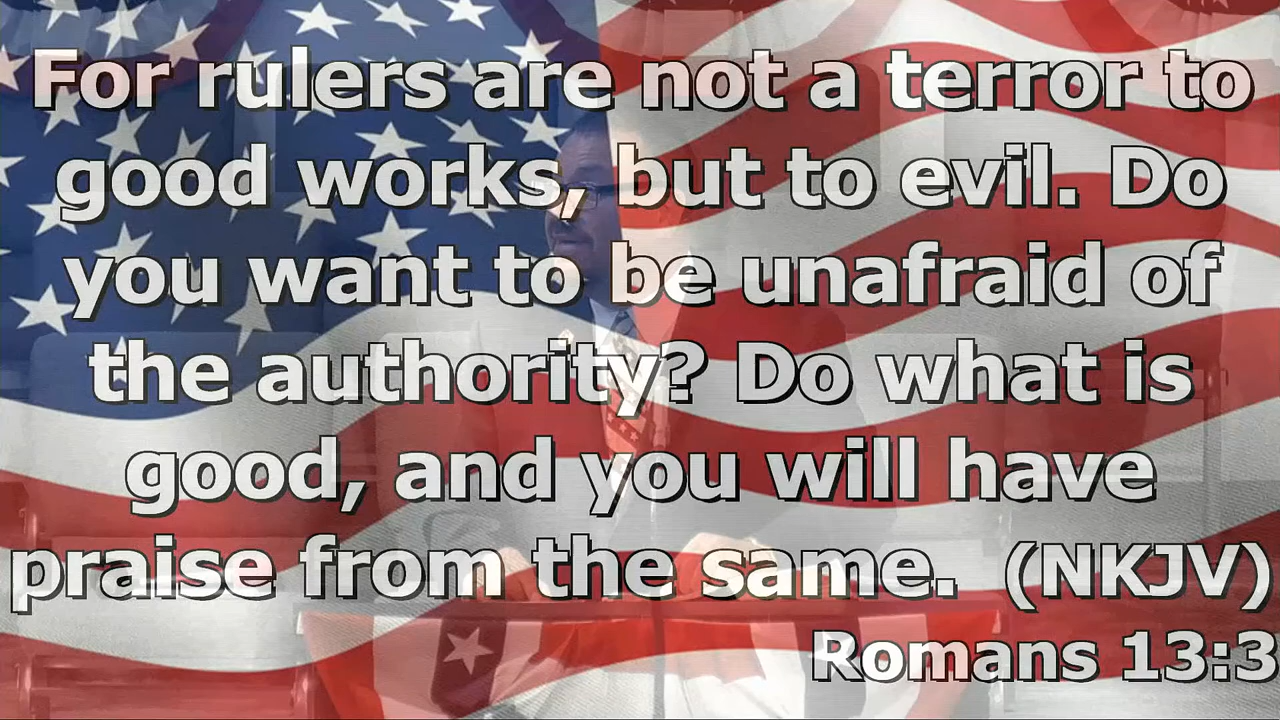 For rulers are not a terror to
good works, but to evil. Do
you want to be unafraid of
the authority? Do what is
good, and you will have
praise from the same. (NKJV)
Romans 13:3